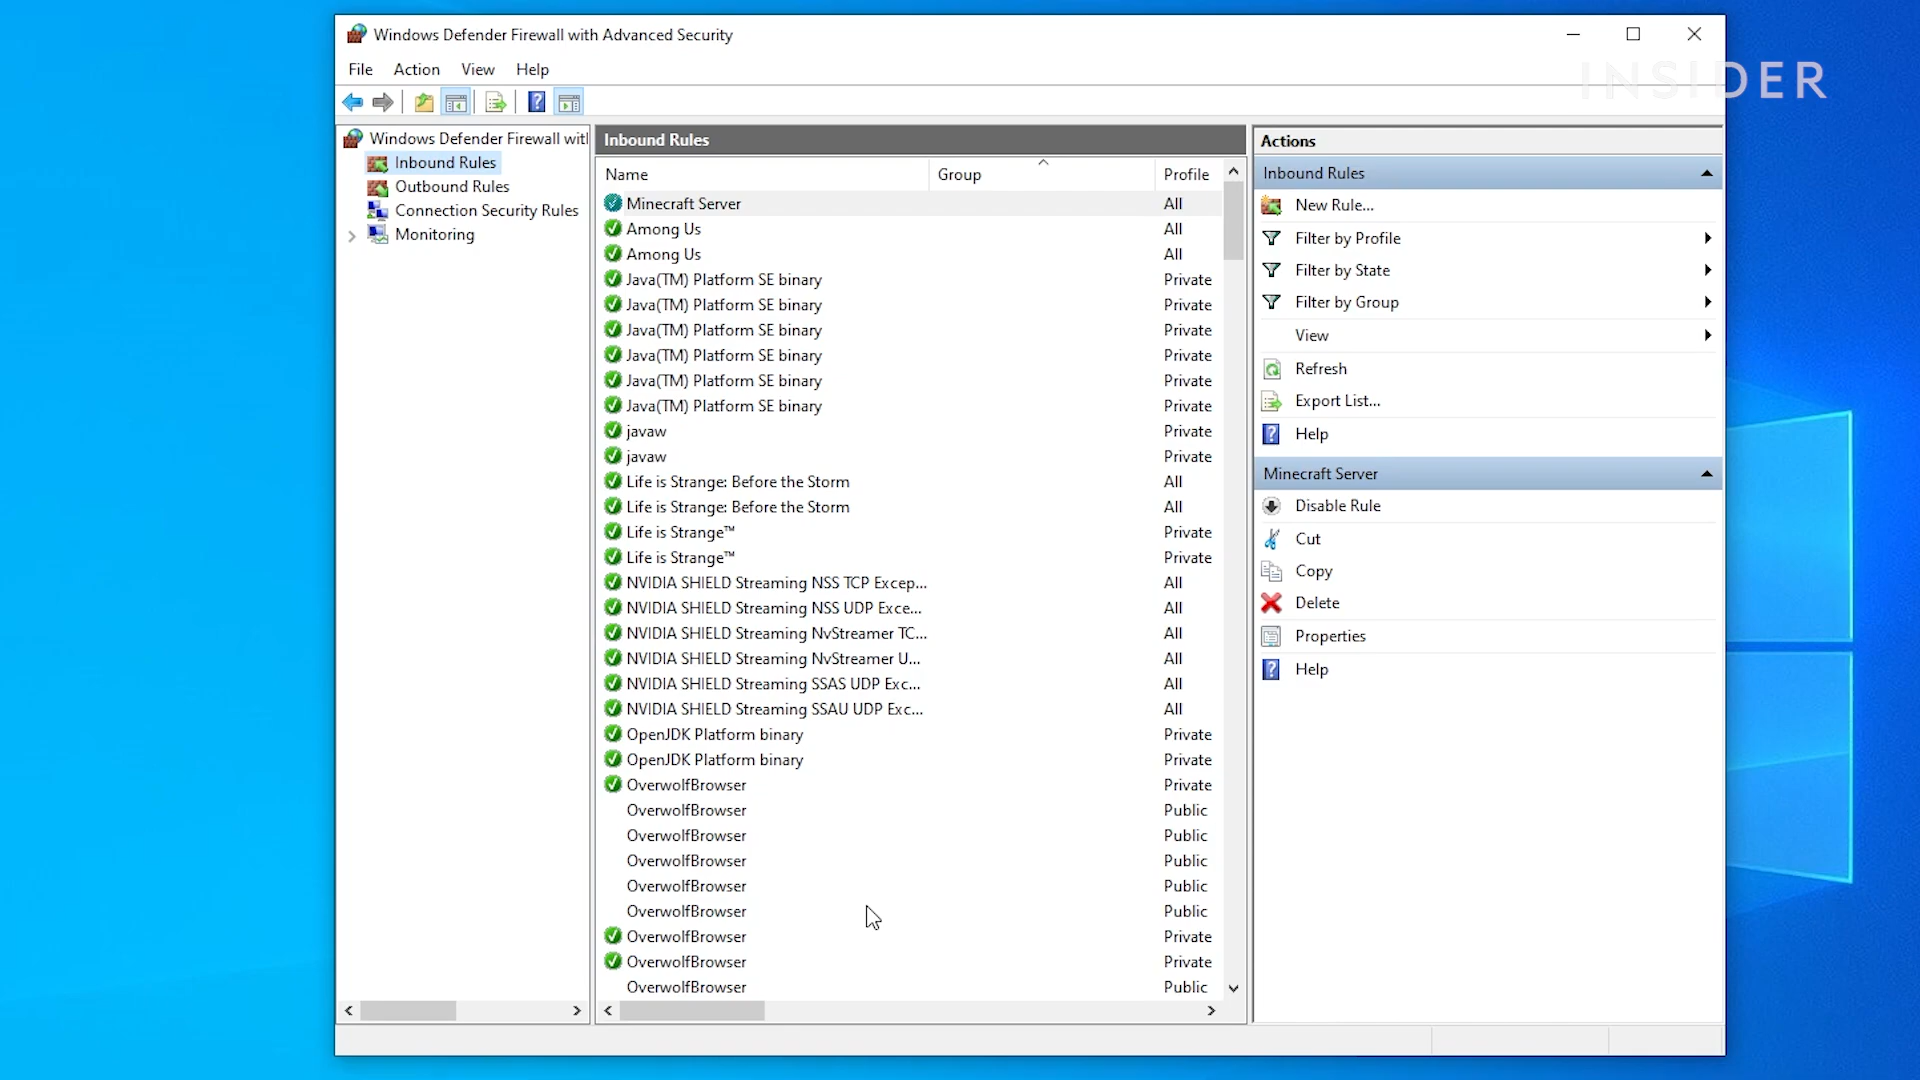 Windows Defender Firewall with Advanced Security
File Action View Help
INSIDER
Windows Defender Firewall with
Inbound Rules
Outbound Rules
Connection Security Rules
Monitoring
Inbound Rules
Name Group Profile
Minecraft Server All
Among Us All
Among Us All
Java(TM) Platform SE binary Private
Java(TM) Platform SE binary Private
Java(TM) Platform SE binary Private
Java(TM) Platform SE binary Private
Java(TM) Platform SE binary Private
Java(TM) Platform SE binary Private
javaw Private
javaw Private
Life is Strange: Before the Storm All
Life is Strange: Before the Storm All
Life is Strange™ Private
Life is Strange™ Private
NVIDIA SHIELD Streaming NSS TCP Excep... All
NVIDIA SHIELD Streaming NSS UDP Exce... All
NVIDIA SHIELD Streaming NvStreamer TC... All
NVIDIA SHIELD Streaming NvStreamer U... All
NVIDIA SHIELD Streaming SSAS UDP Exc... All
NVIDIA SHIELD Streaming SSAU UDP Exc... All
OpenJDK Platform binary Private
OpenJDK Platform binary Private
OverwolfBrowser Private
OverwolfBrowser Public
OverwolfBrowser Public
OverwolfBrowser Public
OverwolfBrowser Public
OverwolfBrowser Public
OverwolfBrowser Private
OverwolfBrowser Private
OverwolfBrowser Public
Actions
Inbound Rules
New Rule...
Filter by Profile
Filter by State
Filter by Group
View
Refresh
Export List...
Help
Minecraft Server
Disable Rule
Cut
Copy
Delete
Properties
Help